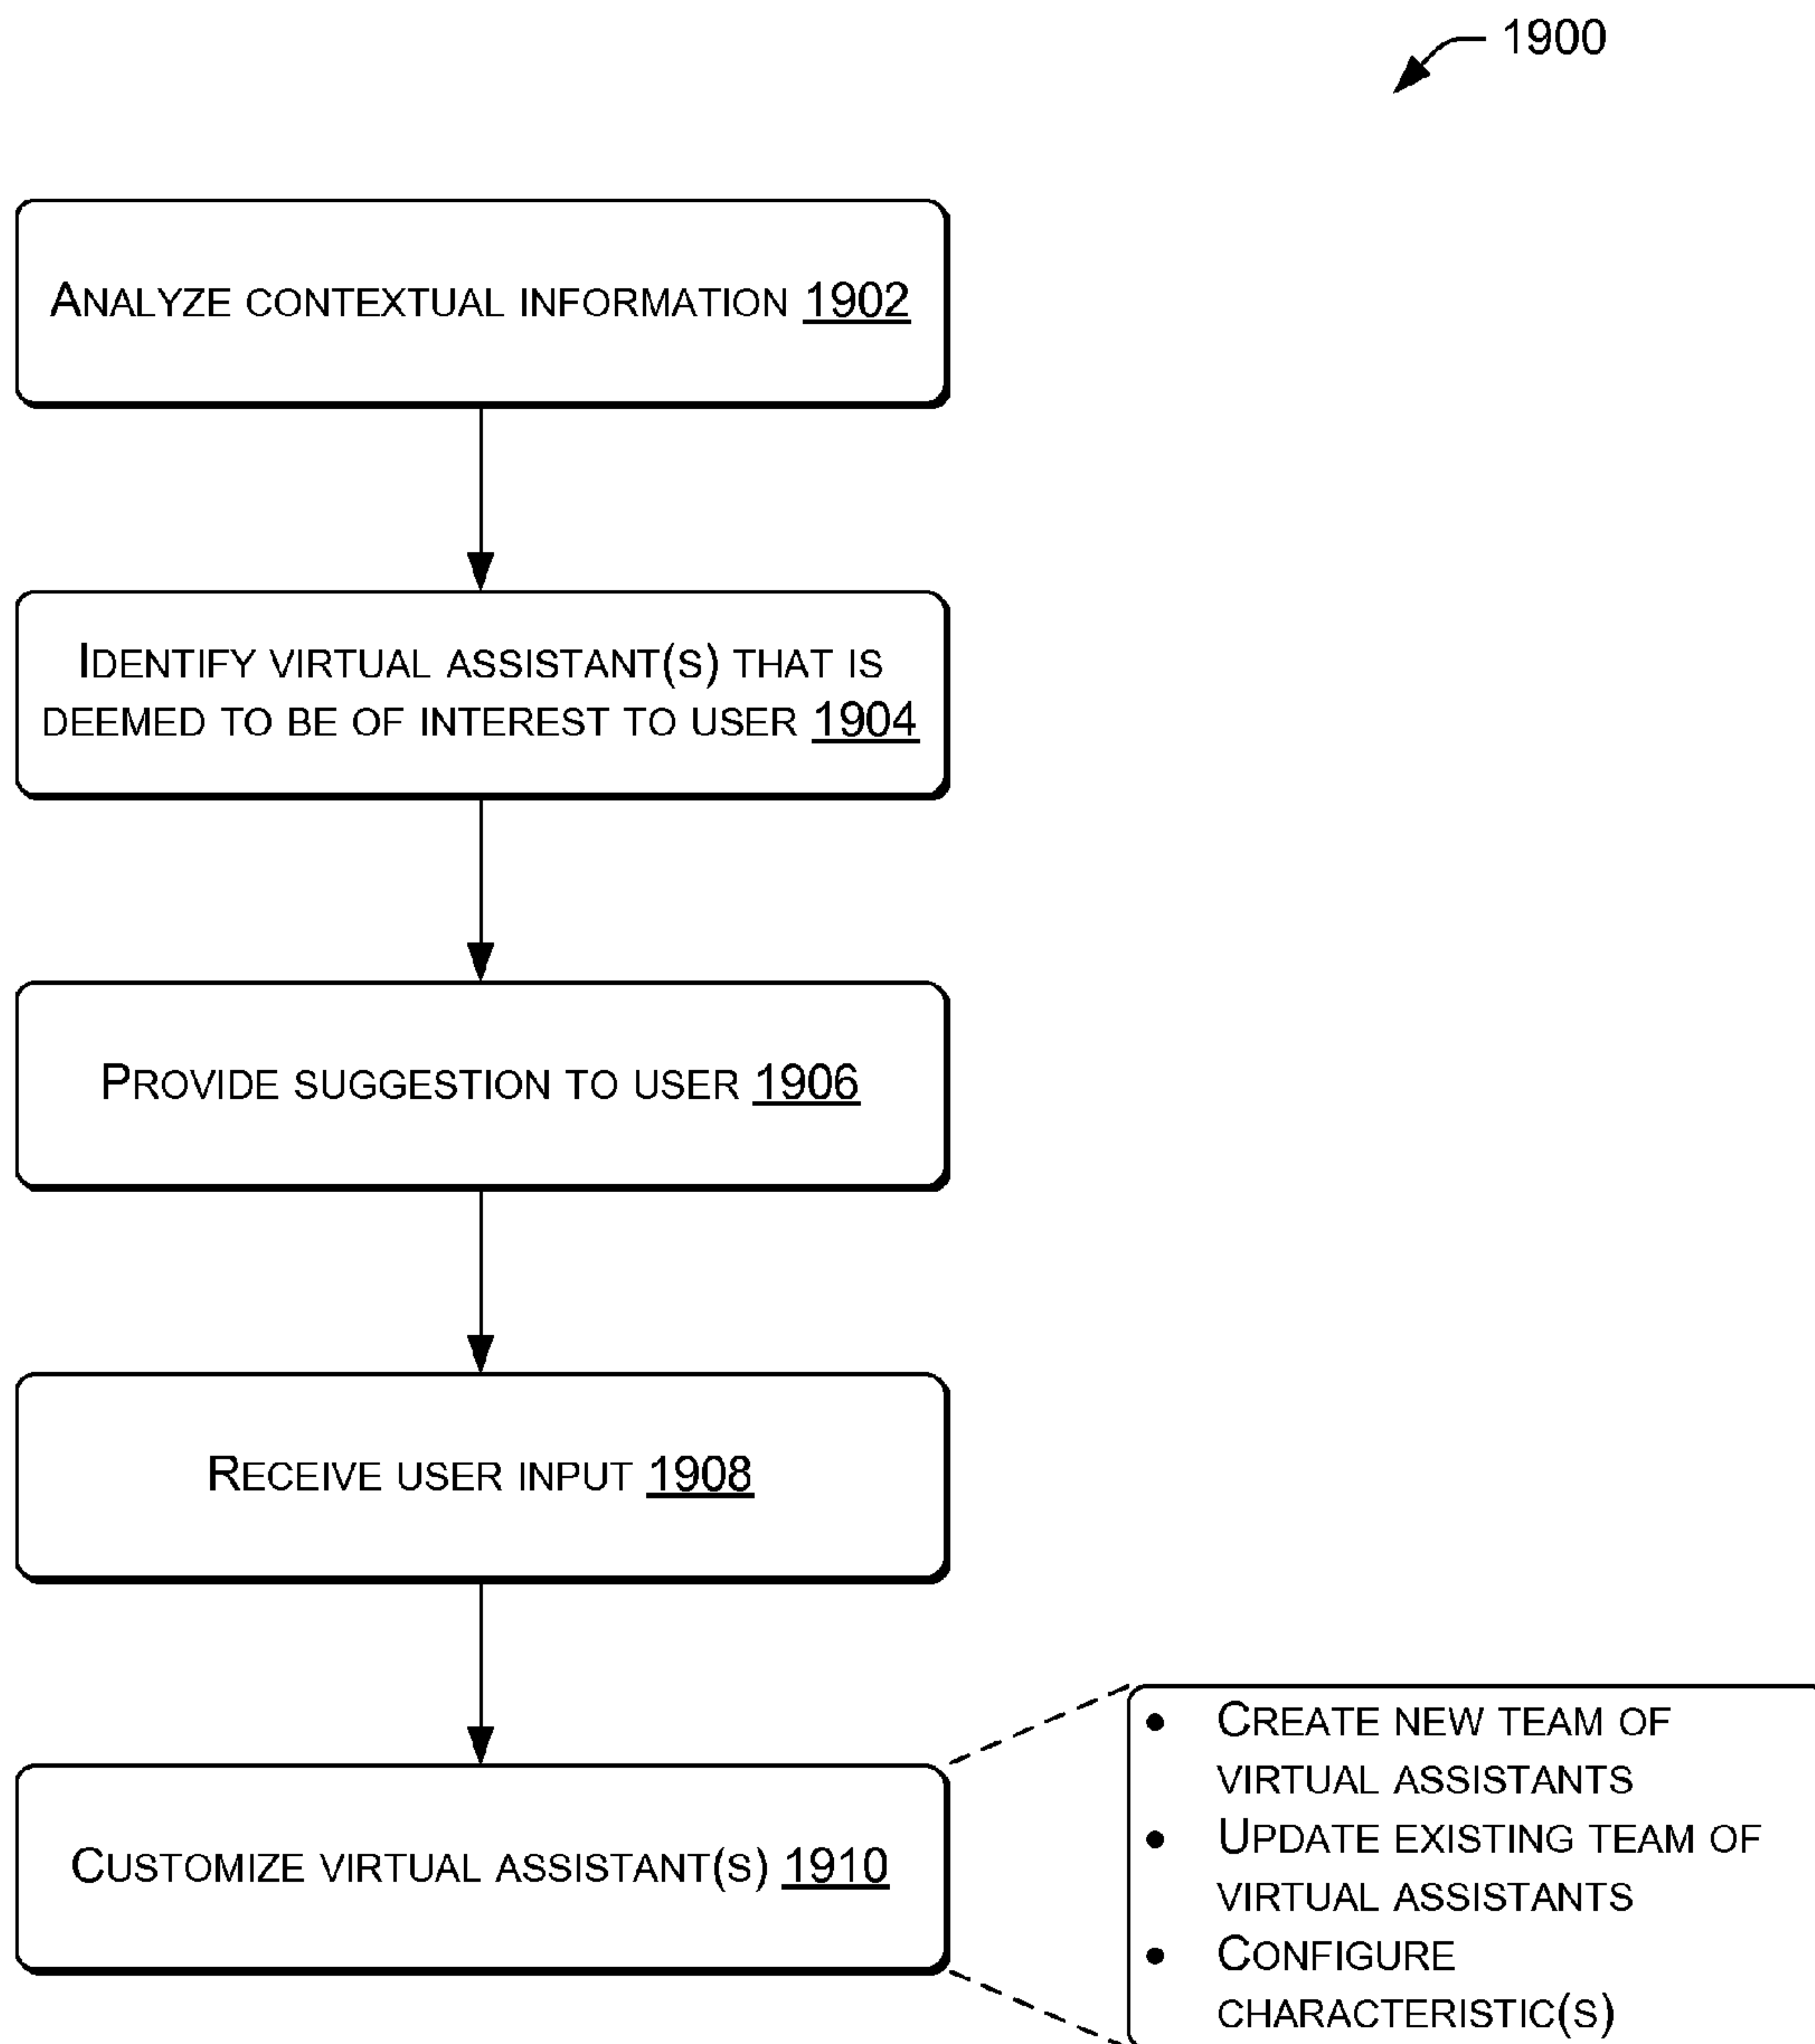 1900
ANALYZE CONTEXTUAL INFORMATION 1902
IDENTIFY VIRTUAL ASSISTANT(S) THAT IS
DEEMED TO BE OF INTEREST TO USER 1904
PROVIDE SUGGESTION TO USER 1906
RECEIVE USER INPUT 1908
CUSTOMIZE VIRTUAL ASSISTANT(S) 1910
• CREATE NEW TEAM OF
VIRTUAL ASSISTANTS
• UPDATE EXISTING TEAM OF
VIRTUAL ASSISTANTS
• CONFIGURE
CHARACTERISTIC(S)